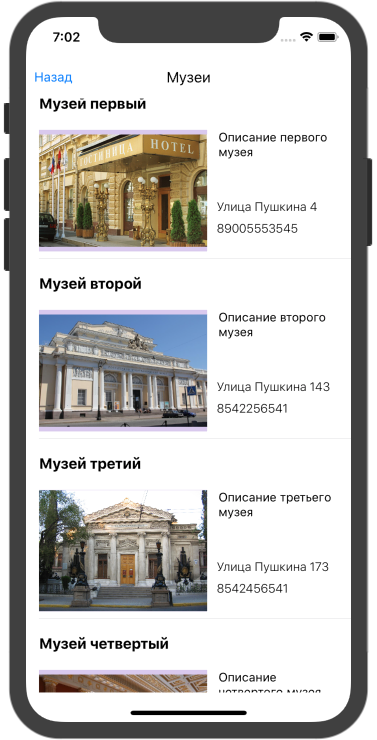 7:02
Назад
Музеи
Музей первый
ГОСТИНИЦА HOTEL
Описание первого
музея
Улица Пушкина 4
89005553545
Музей второй
Описание второго
музея
Улица Пушкина 143
8542256541
Музей третий
Описание третьего
музея
Улица Пушкина 173
8542456541
Музей четвертый
Описание
четвертого музея